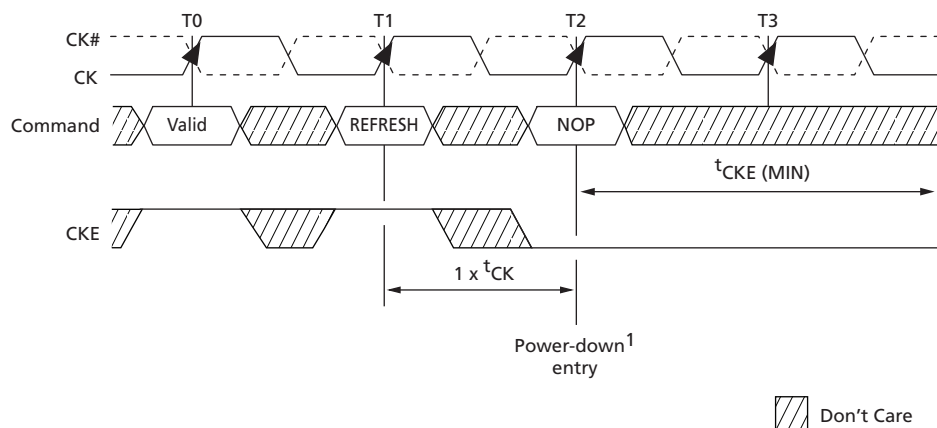 T0 T1 T2 T3
CK#
CK
Command Valid REFRESH NOP
tCKE (MIN)
CKE
1 x tCK
Power-down1
entry
Don't Care